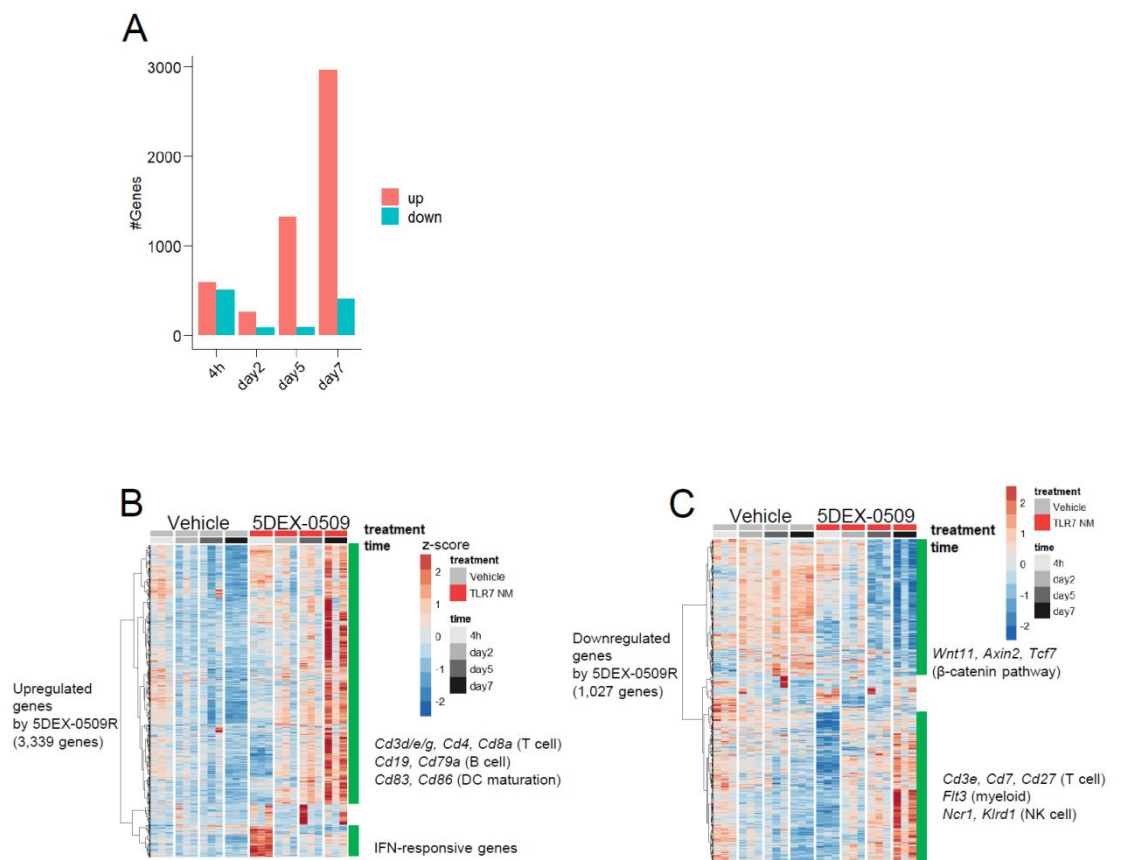 A
3000
2000
1000
0
#Genes
4h
day2
day5
day7
up
down
B
Vehicle 5DEX-0509
treatment
time
z-score
2
1
0
-1
-2
treatment
Vehicle
TLR7 NM
time
4h
day2
day5
day7
Upregulated
genes
by 5DEX-0509R
(3,339 genes)
Cd3d/e/g, Cd4, Cd8a (T cell)
Cd19, Cd79a (B cell)
Cd83, Cd86 (DC maturation)
IFN-responsive genes
C
Vehicle 5DEX-0509
treatment
time
2
1
0
-1
-2
treatment
Vehicle
TLR7 NM
time
4h
day2
day5
day7
Downregulated
genes
by 5DEX-0509R
(1,027 genes)
Wnt11, Axin2, Tcf7
(β-catenin pathway)
Cd3e, Cd7, Cd27 (T cell)
Flt3 (myeloid)
Ncr1, Klrd1 (NK cell)